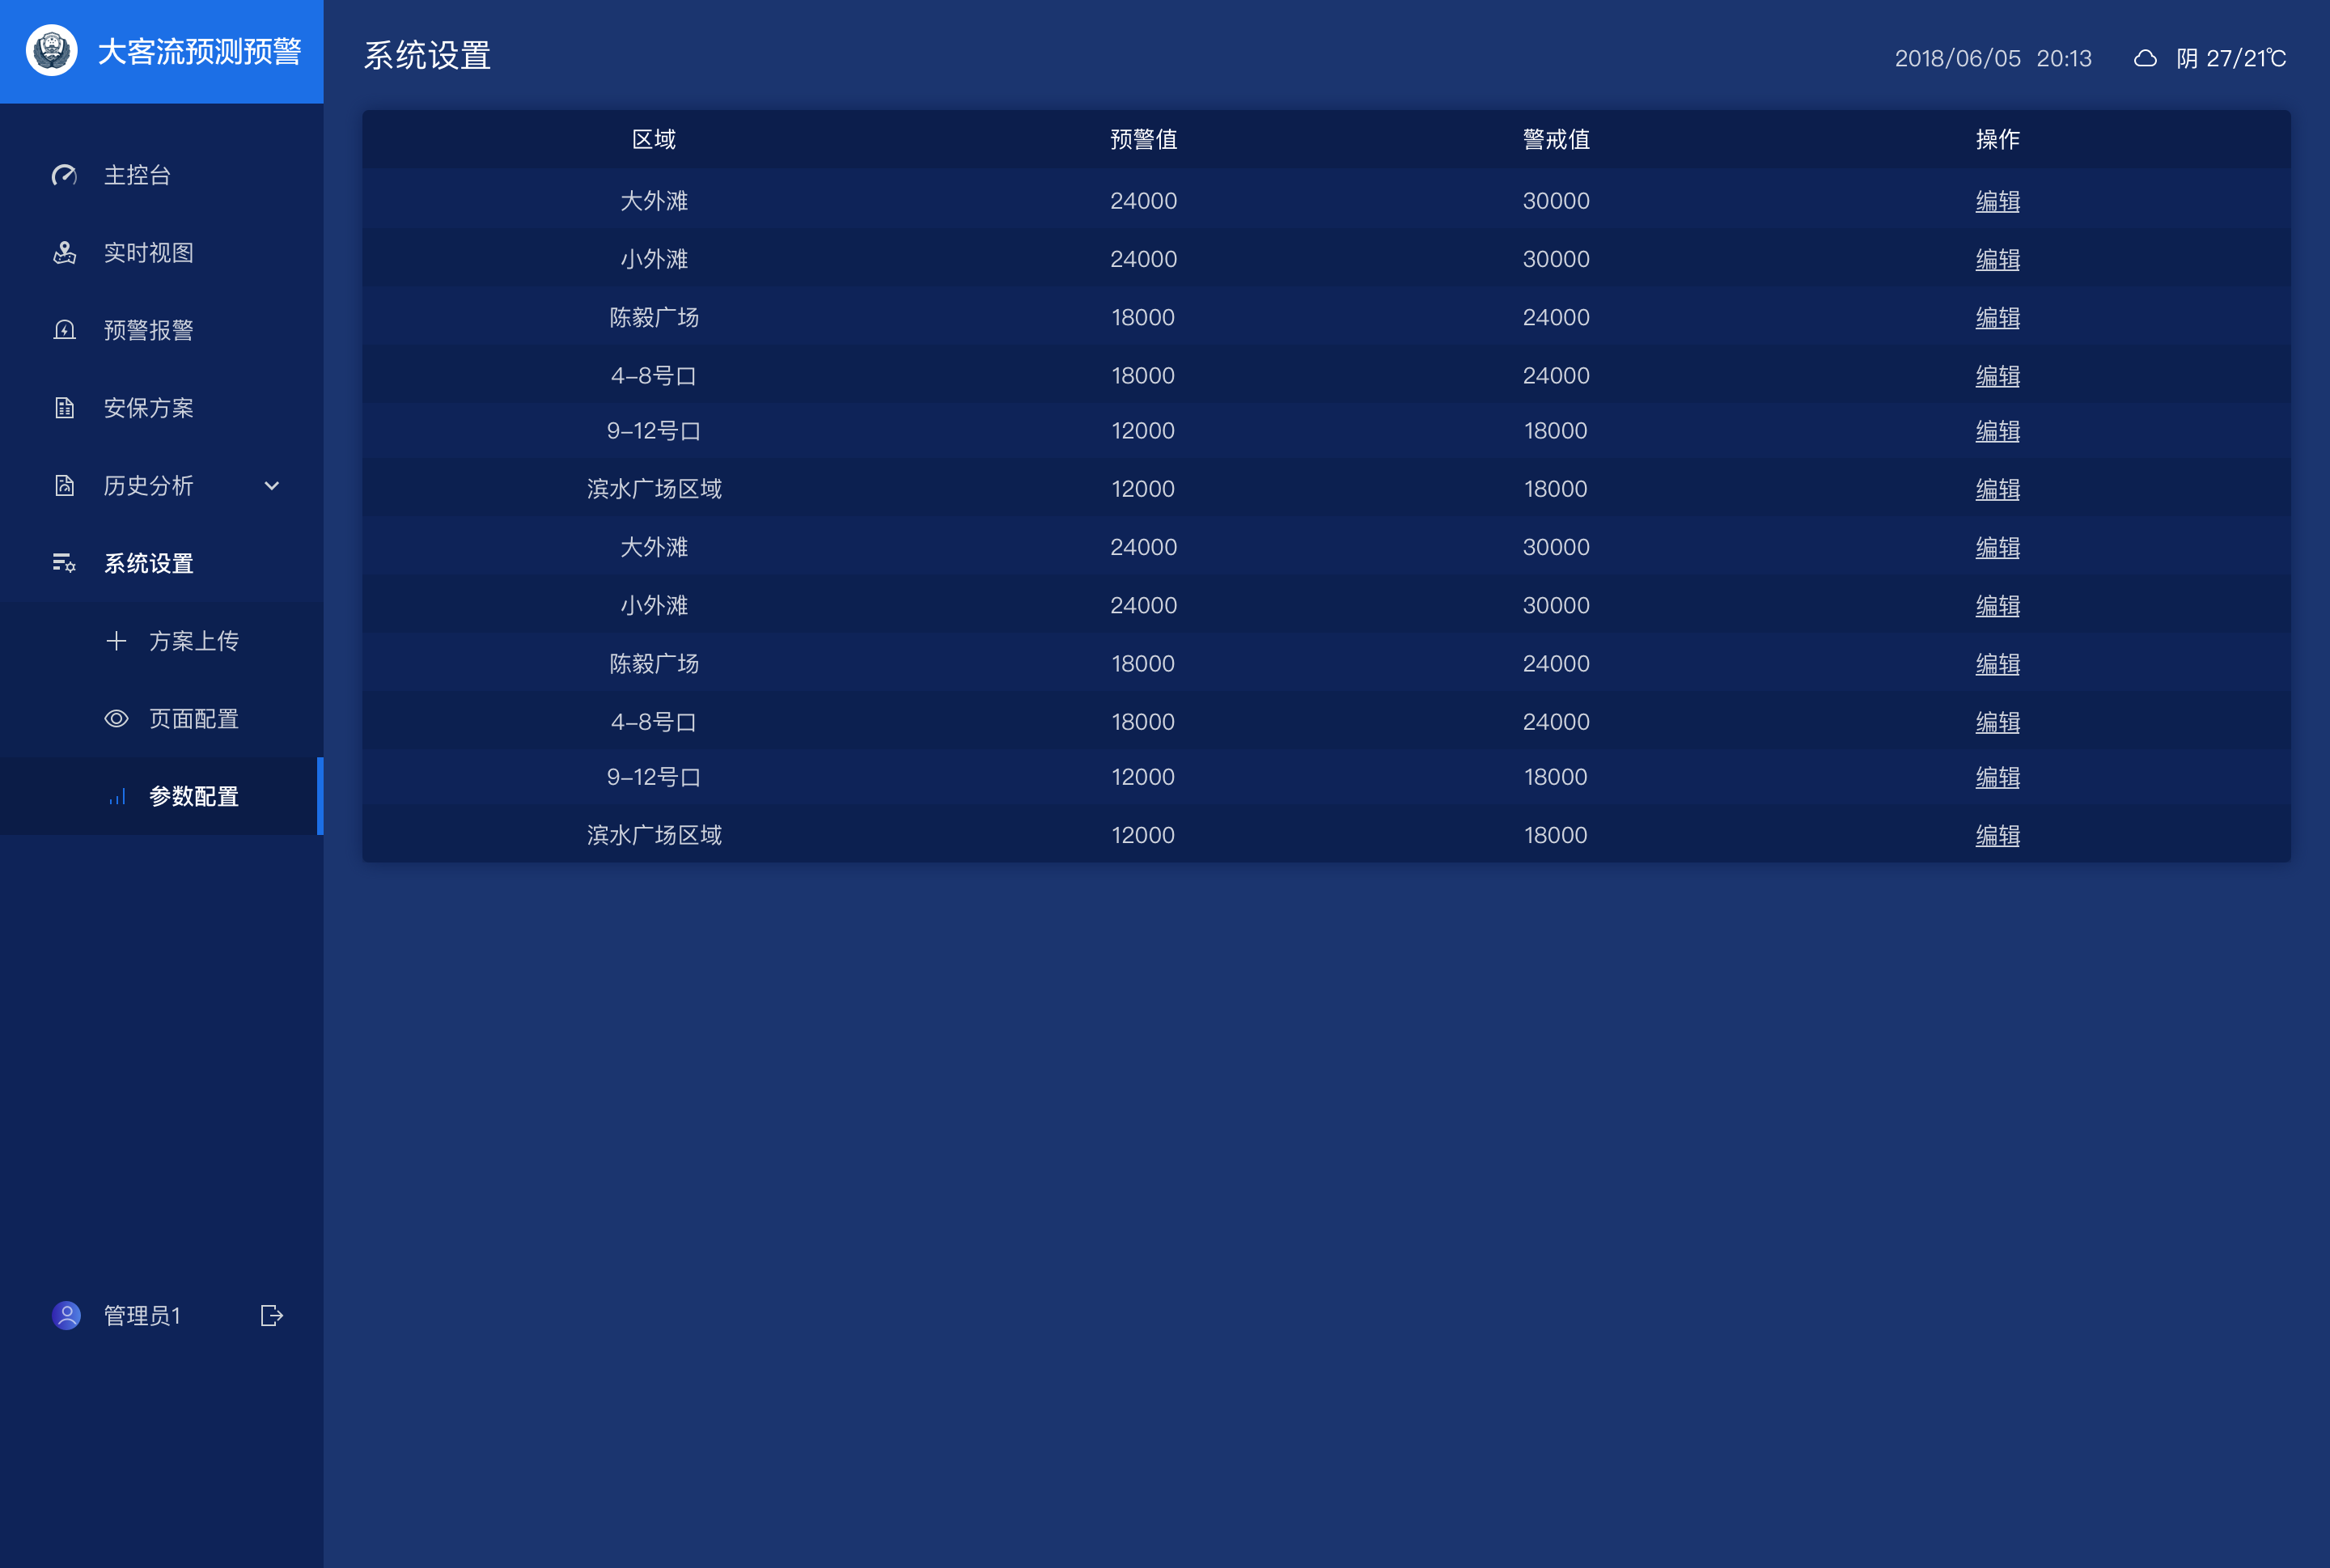 大客流预测预警
主控台
实时视图
预警报警
安保方案
历史分析
系统设置
方案上传
页面配置
参数配置
管理员1
系统设置
2018/06/05 20:13 阴 27/21℃
区域 预警值 警戒值 操作
大外滩 24000 30000 编辑
小外滩 24000 30000 编辑
陈毅广场 18000 24000 编辑
4–8号口 18000 24000 编辑
9–12号口 12000 18000 编辑
滨水广场区域 12000 18000 编辑
大外滩 24000 30000 编辑
小外滩 24000 30000 编辑
陈毅广场 18000 24000 编辑
4–8号口 18000 24000 编辑
9–12号口 12000 18000 编辑
滨水广场区域 12000 18000 编辑